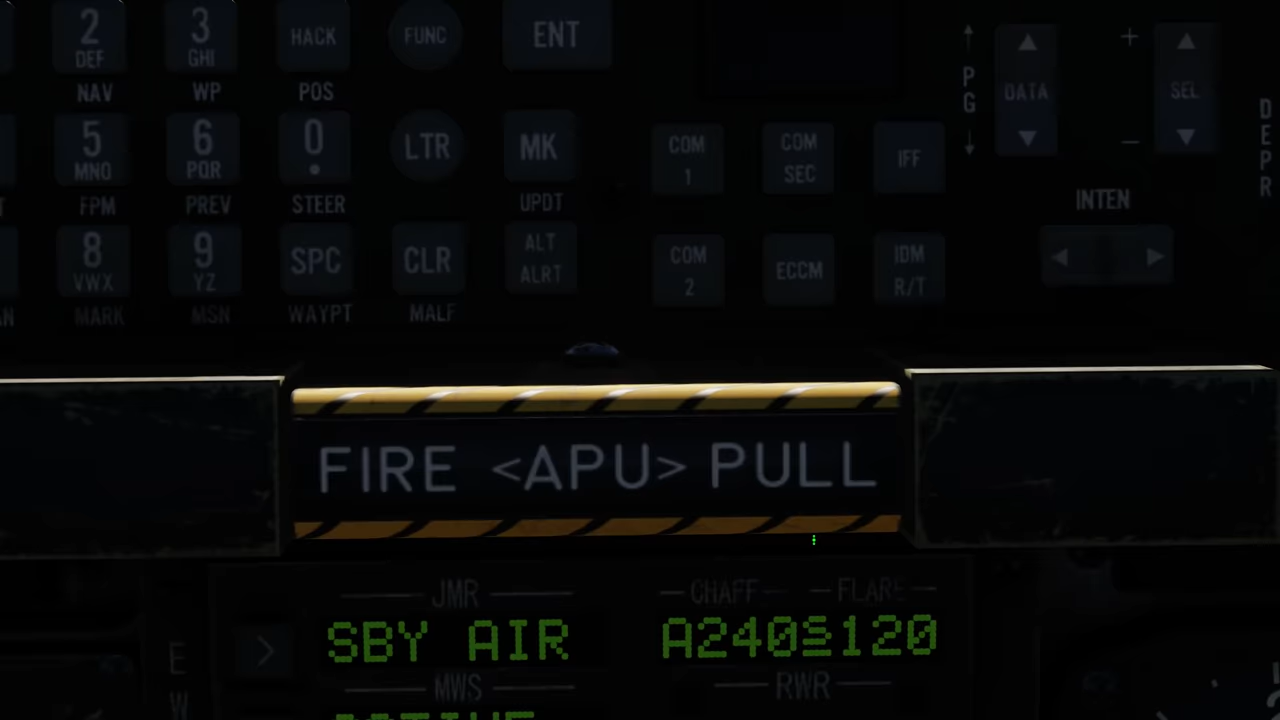 2 3 HACK FUNC ENT
DEF GHI
NAV WP POS
PG DATA + SEL
5 6 0 LTR MK
MNO PQR
COM 1 COM SEC IFF
–
DEPR
FPM PREV STEER UPDT
INTEN
8 9 SPC CLR ALT ALRT
VWX YZ
COM 2 ECCM IDM R/T
MARK MSN WAYPT MALF
FIRE <APU> PULL
JMR CHAFF FLARE
SBY AIR A240 120
EW MWS RWR